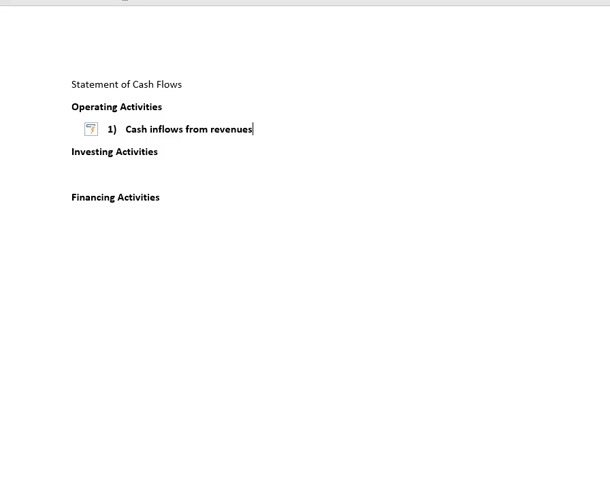 Statement of Cash Flows
Operating Activities
1) Cash inflows from revenues
Investing Activities
Financing Activities